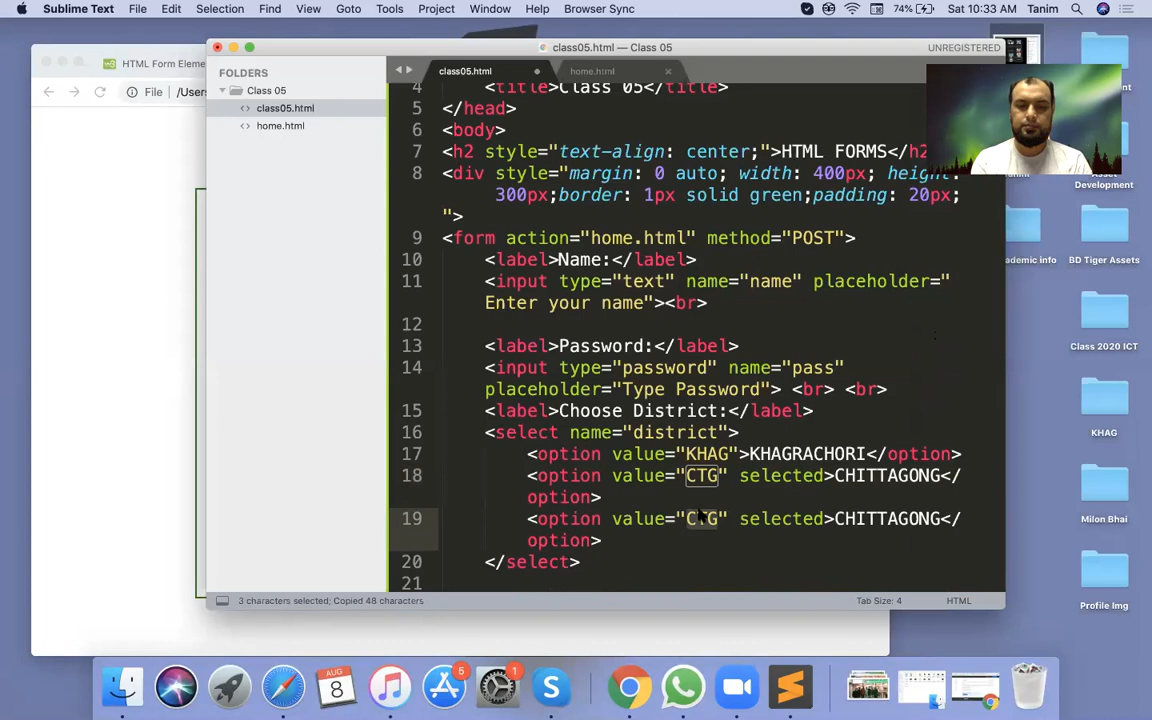 Sublime Text File Edit Selection Find View Goto Tools Project Window Help Browser Sync 74% Sat 10:33 AM Tanim
class05.html — Class 05 UNREGISTERED
HTML Form Eleme
File /Users
FOLDERS
Class 05
class05.html
home.html
class05.html home.html
4 <title>Class 05</title>
5 </head>
6 <body>
7 <h2 style="text-align: center;">HTML FORMS</h2
8 <div style="margin: 0 auto; width: 400px; height:
300px;border: 1px solid green;padding: 20px;
">
9 <form action="home.html" method="POST">
10 <label>Name:</label>
11 <input type="text" name="name" placeholder="
Enter your name"><br>
12
13 <label>Password:</label>
14 <input type="password" name="pass"
placeholder="Type Password"> <br> <br>
15 <label>Choose District:</label>
16 <select name="district">
17 <option value="KHAG">KHAGRACHORI</option>
18 <option value="CTG" selected>CHITTAGONG</
option>
19 <option value="CTG" selected>CHITTAGONG</
option>
20 </select>
21
3 characters selected; Copied 48 characters Tab Size: 4 HTML
Development
BD Tiger Assets
Class 2020 ICT
KHAG
Milon Bhai
Profile Img
AUG
8
5
1